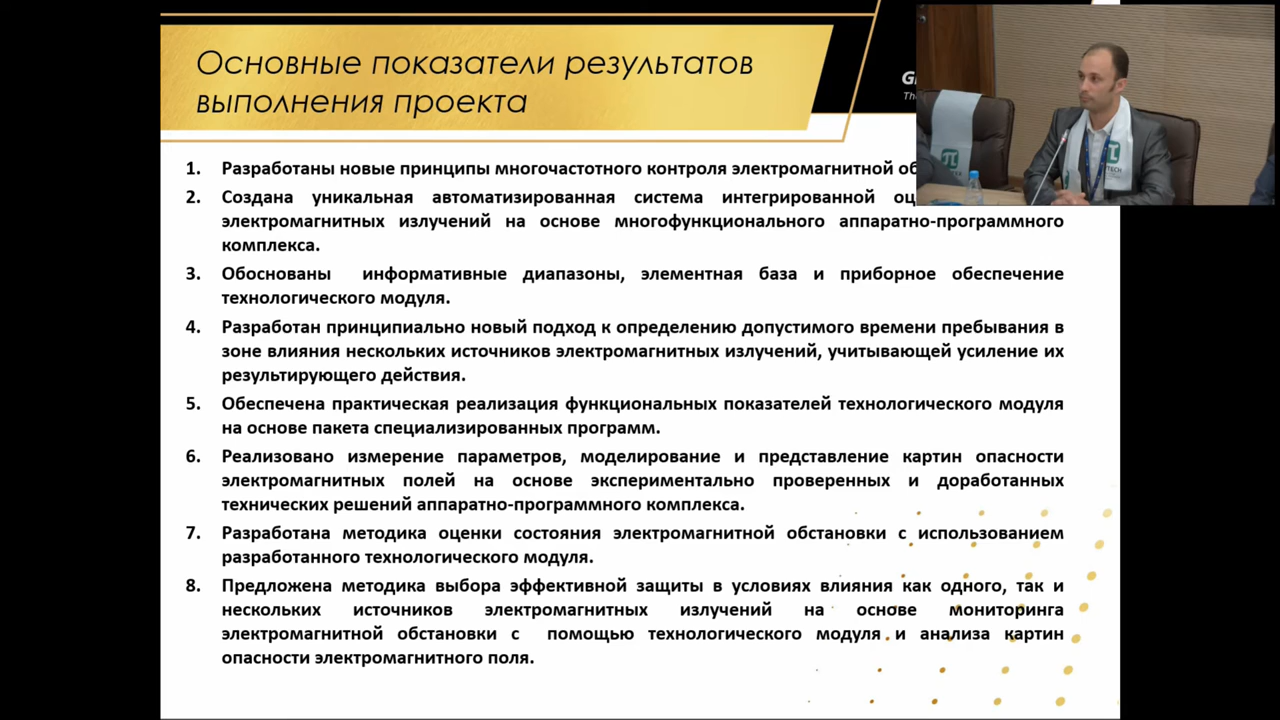 Основные показатели результатов
выполнения проекта
1. Разработаны новые принципы многочастотного контроля электромагнитной
2. Создана уникальная автоматизированная система интегрированной
электромагнитных излучений на основе многофункционального аппаратно-программного
комплекса.
3. Обоснованы информативные диапазоны, элементная база и приборное обеспечение
технологического модуля.
4. Разработан принципиально новый подход к определению допустимого времени пребывания в
зоне влияния нескольких источников электромагнитных излучений, учитывающей усиление их
результирующего действия.
5. Обеспечена практическая реализация функциональных показателей технологического модуля
на основе пакета специализированных программ.
6. Реализовано измерение параметров, моделирование и представление картин опасности
электромагнитных полей на основе экспериментально проверенных и доработанных
технических решений аппаратно-программного комплекса.
7. Разработана методика оценки состояния электромагнитной обстановки с использованием
разработанного технологического модуля.
8. Предложена методика выбора эффективной защиты в условиях влияния как одного, так и
нескольких источников электромагнитных излучений на основе мониторинга
электромагнитной обстановки с помощью технологического модуля и анализа картин
опасности электромагнитного поля.